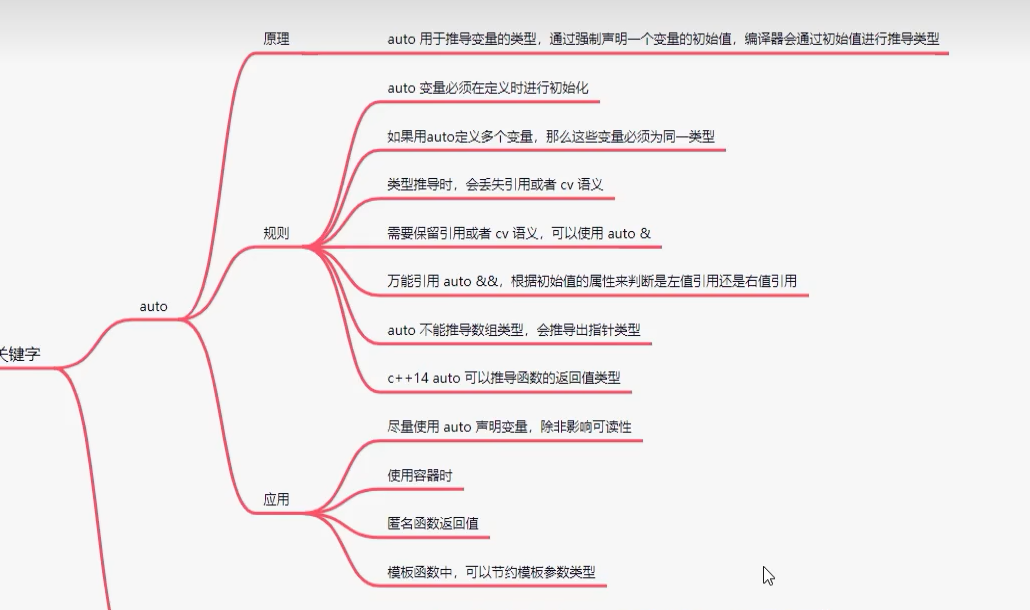 原理
auto 用于推导变量的类型，通过强制声明一个变量的初始值，编译器会通过初始值进行推导类型
auto 变量必须在定义时进行初始化
如果用auto定义多个变量，那么这些变量必须为同一类型
类型推导时，会丢失引用或者 cv 语义
规则
需要保留引用或者 cv 语义，可以使用 auto &
万能引用 auto &&，根据初始值的属性来判断是左值引用还是右值引用
auto
auto 不能推导数组类型，会推导出指针类型
关键字
c++14 auto 可以推导函数的返回值类型
尽量使用 auto 声明变量，除非影响可读性
使用容器时
应用
匿名函数返回值
模板函数中，可以节约模板参数类型